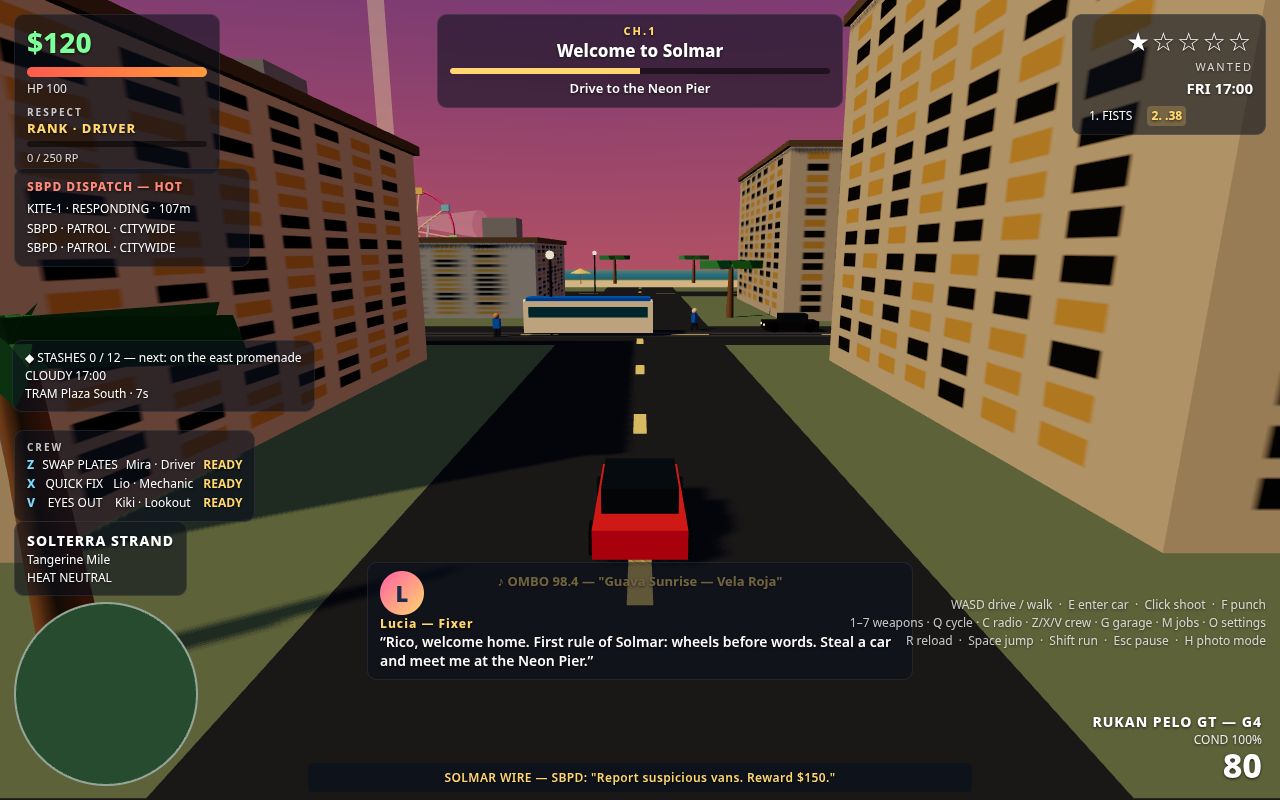 $120
HP 100
RESPECT
RANK · DRIVER
0 / 250 RP
SBPD DISPATCH — HOT
KITE-1 · RESPONDING · 107m
SBPD · PATROL · CITYWIDE
SBPD · PATROL · CITYWIDE
CH.1
Welcome to Solmar
Drive to the Neon Pier
★☆☆☆☆
WANTED
FRI 17:00
1. FISTS 2. .38
◆ STASHES 0 / 12 — next: on the east promenade
CLOUDY 17:00
TRAM Plaza South · 7s
CREW
Z SWAP PLATES Mira · Driver READY
X QUICK FIX Lio · Mechanic READY
V EYES OUT Kiki · Lookout READY
SOLTERRA STRAND
Tangerine Mile
HEAT NEUTRAL
♪ OMBO 98.4 — "Guava Sunrise — Vela Roja"
L
Lucia — Fixer
“Rico, welcome home. First rule of Solmar: wheels before words. Steal a car
and meet me at the Neon Pier.”
WASD drive / walk · E enter car · Click shoot · F punch
1–7 weapons · Q cycle · C radio · Z/X/V crew · G garage · M jobs · O settings
R reload · Space jump · Shift run · Esc pause · H photo mode
RUKAN PELO GT — G4
COND 100%
80
SOLMAR WIRE — SBPD: "Report suspicious vans. Reward $150."